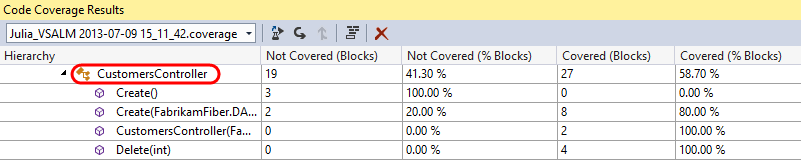 Code Coverage Results
Julia_VSALM 2013-07-09 15_11_42.coverage
Hierarchy Not Covered (Blocks) Not Covered (% Blocks) Covered (Blocks) Covered (% Blocks)
CustomersController 19 41.30 % 27 58.70 %
Create() 3 100.00 % 0 0.00 %
Create(FabrikamFiber.DA... 2 20.00 % 8 80.00 %
CustomersController(Fa... 0 0.00 % 2 100.00 %
Delete(int) 0 0.00 % 4 100.00 %